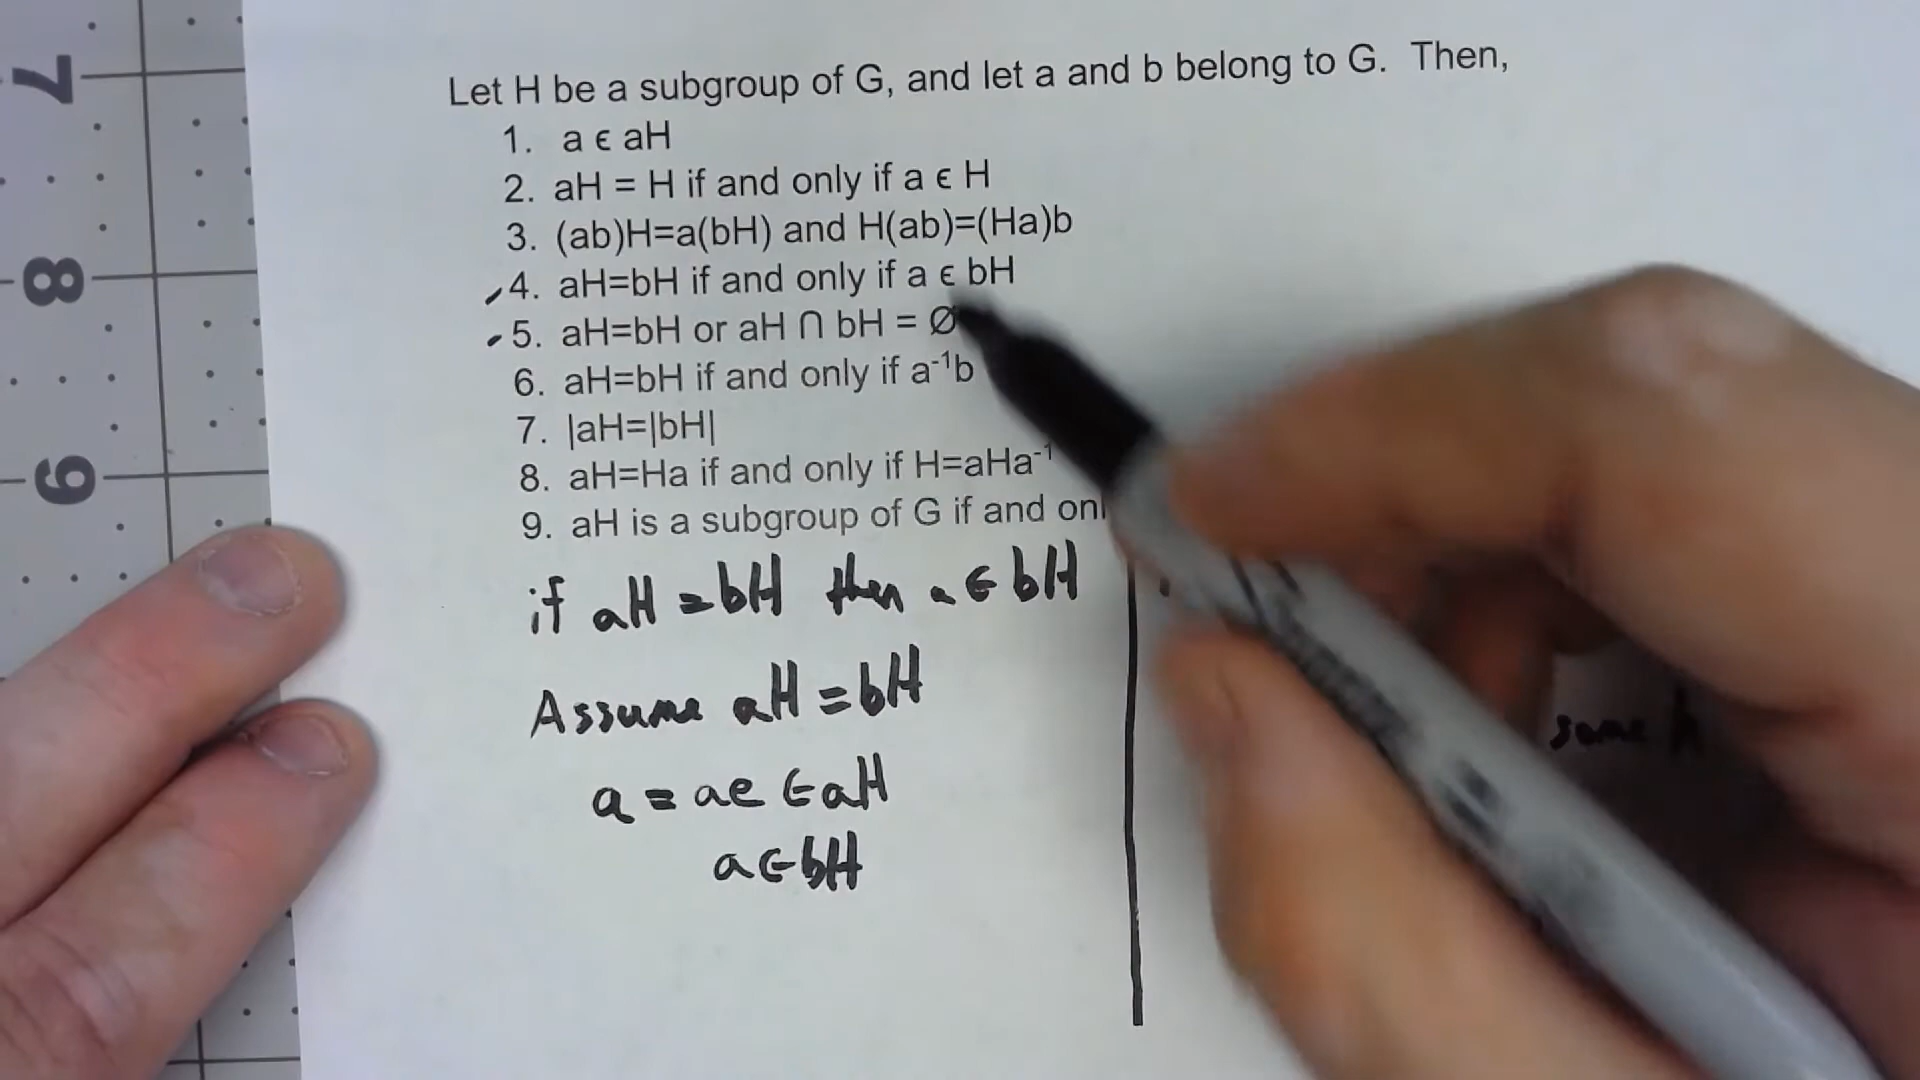 7
8
9
Let H be a subgroup of G, and let a and b belong to G. Then,
1. a ϵ aH
2. aH = H if and only if a ϵ H
3. (ab)H=a(bH) and H(ab)=(Ha)b
4. aH=bH if and only if a ϵ bH
5. aH=bH or aH ∩ bH = Ø
6. aH=bH if and only if a⁻¹b
7. |aH=|bH|
8. aH=Ha if and only if H=aHa⁻¹
9. aH is a subgroup of G if and
if aH = bH then a ∈ bH
Assume aH = bH
a = ae ∈ aH
a ∈ bH
some h